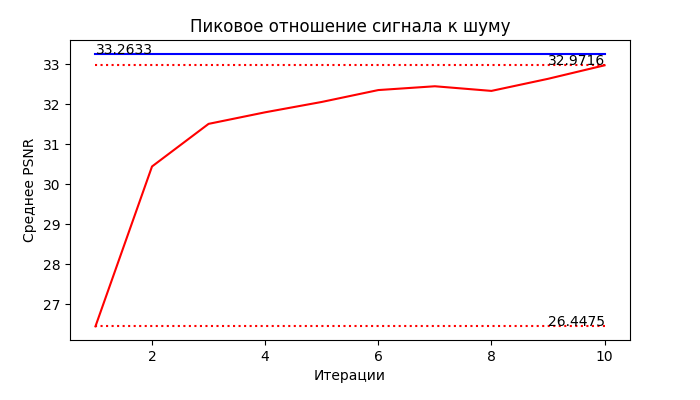 Пиковое отношение сигнала к шуму
33.2633
32.9716
33
32
31
30
29
28
27
Среднее PSNR
26.4475
2 4 6 8 10
Итерации